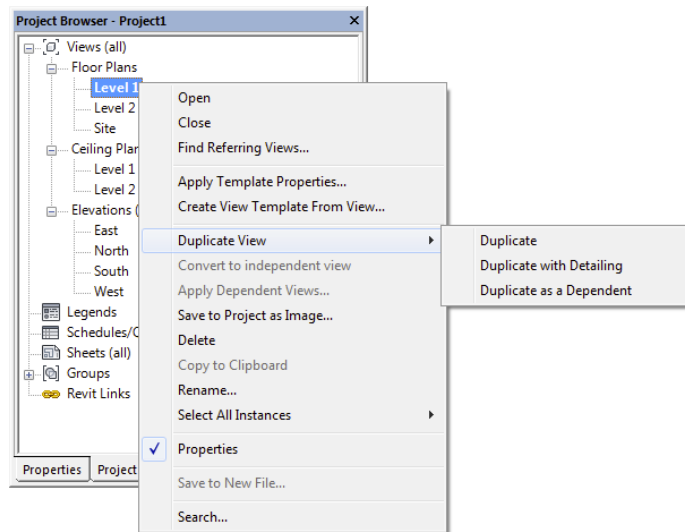 Project Browser - Project1
Views (all)
Floor Plans
Level 1
Level 2
Site
Ceiling Plan
Level 1
Level 2
Elevations (
East
North
South
West
Legends
Schedules/
Sheets (all)
Groups
Revit Links
Properties
Project
Open
Close
Find Referring Views...
Apply Template Properties...
Create View Template From View...
Duplicate View
Convert to independent view
Apply Dependent Views...
Save to Project as Image...
Delete
Copy to Clipboard
Rename...
Select All Instances
Properties
Save to New File...
Search...
Duplicate
Duplicate with Detailing
Duplicate as a Dependent